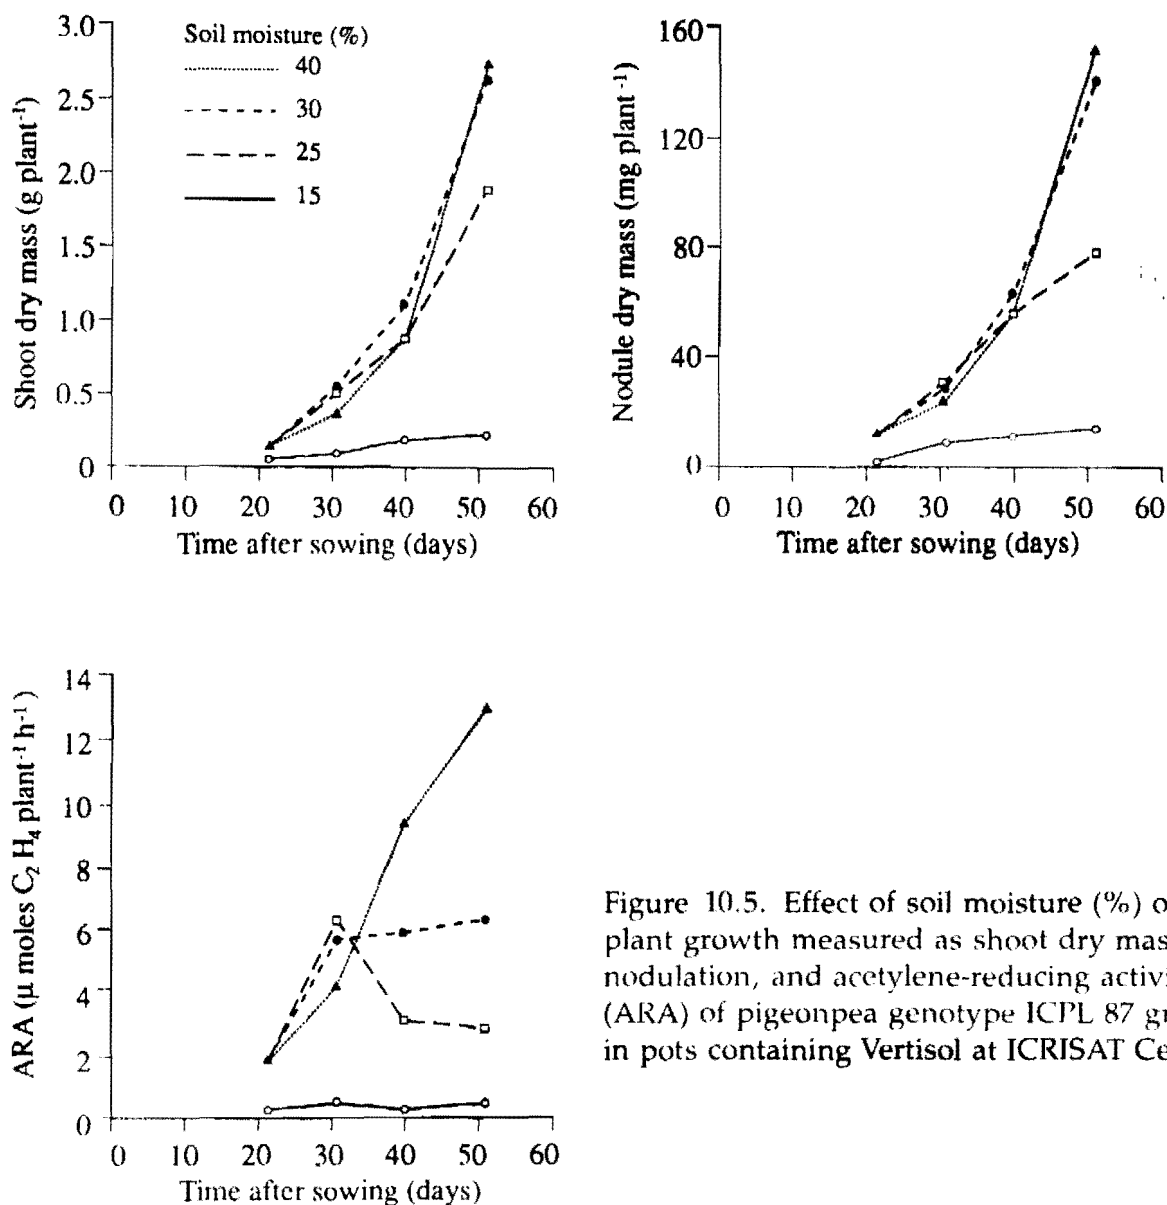 Shoot dry mass (g plant⁻¹)
3.0
2.5
2.0
1.5
1.0
0.5
0
Soil moisture (%)
40
30
25
15
0 10 20 30 40 50 60
Time after sowing (days)
Nodule dry mass (mg plant⁻¹)
160
120
80
40
0
0 10 20 30 40 50 60
Time after sowing (days)
ARA (μ moles C₂ H₄ plant⁻¹ h⁻¹)
14
12
10
8
6
4
2
0
0 10 20 30 40 50 60
Time after sowing (days)
Figure 10.5. Effect of soil moisture (%) o
plant growth measured as shoot dry mas
nodulation, and acetylene-reducing activi
(ARA) of pigeonpea genotype ICPL 87 gr
in pots containing Vertisol at ICRISAT Ce